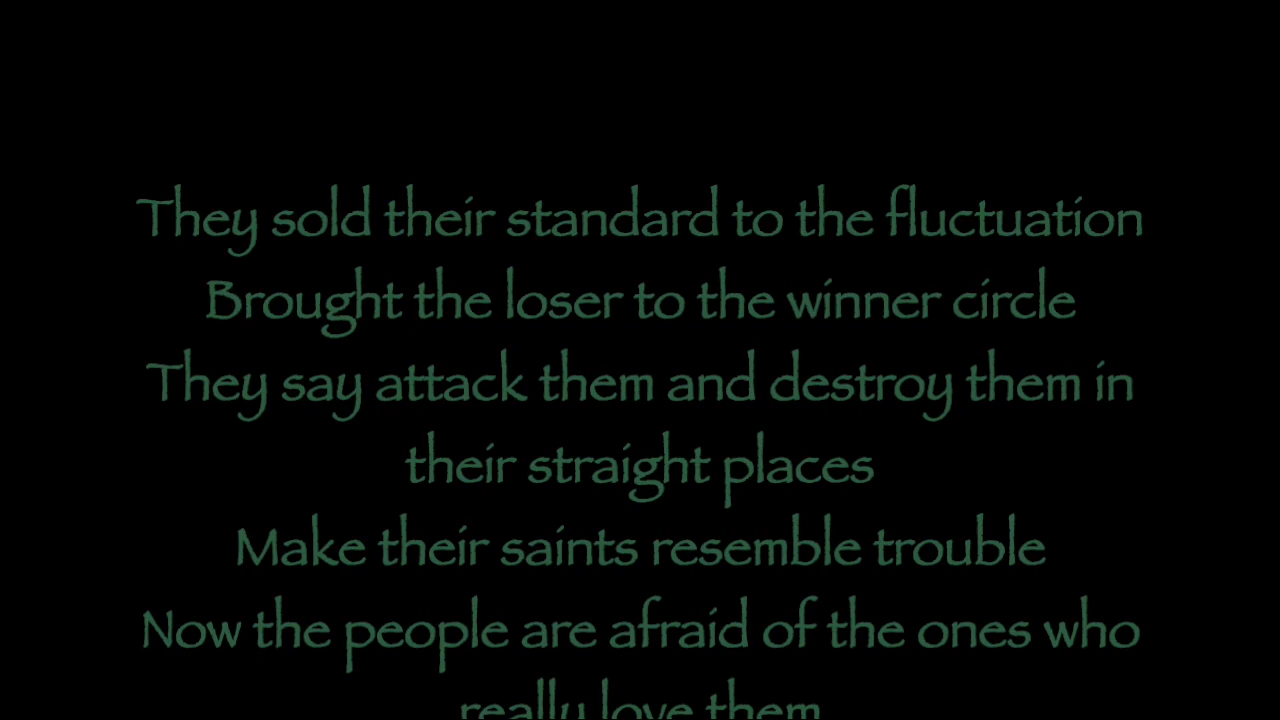 They sold their standard to the fluctuation
Brought the loser to the winner circle
They say attack them and destroy them in
their straight places
Make their saints resemble trouble
Now the people are afraid of the ones who
really love them